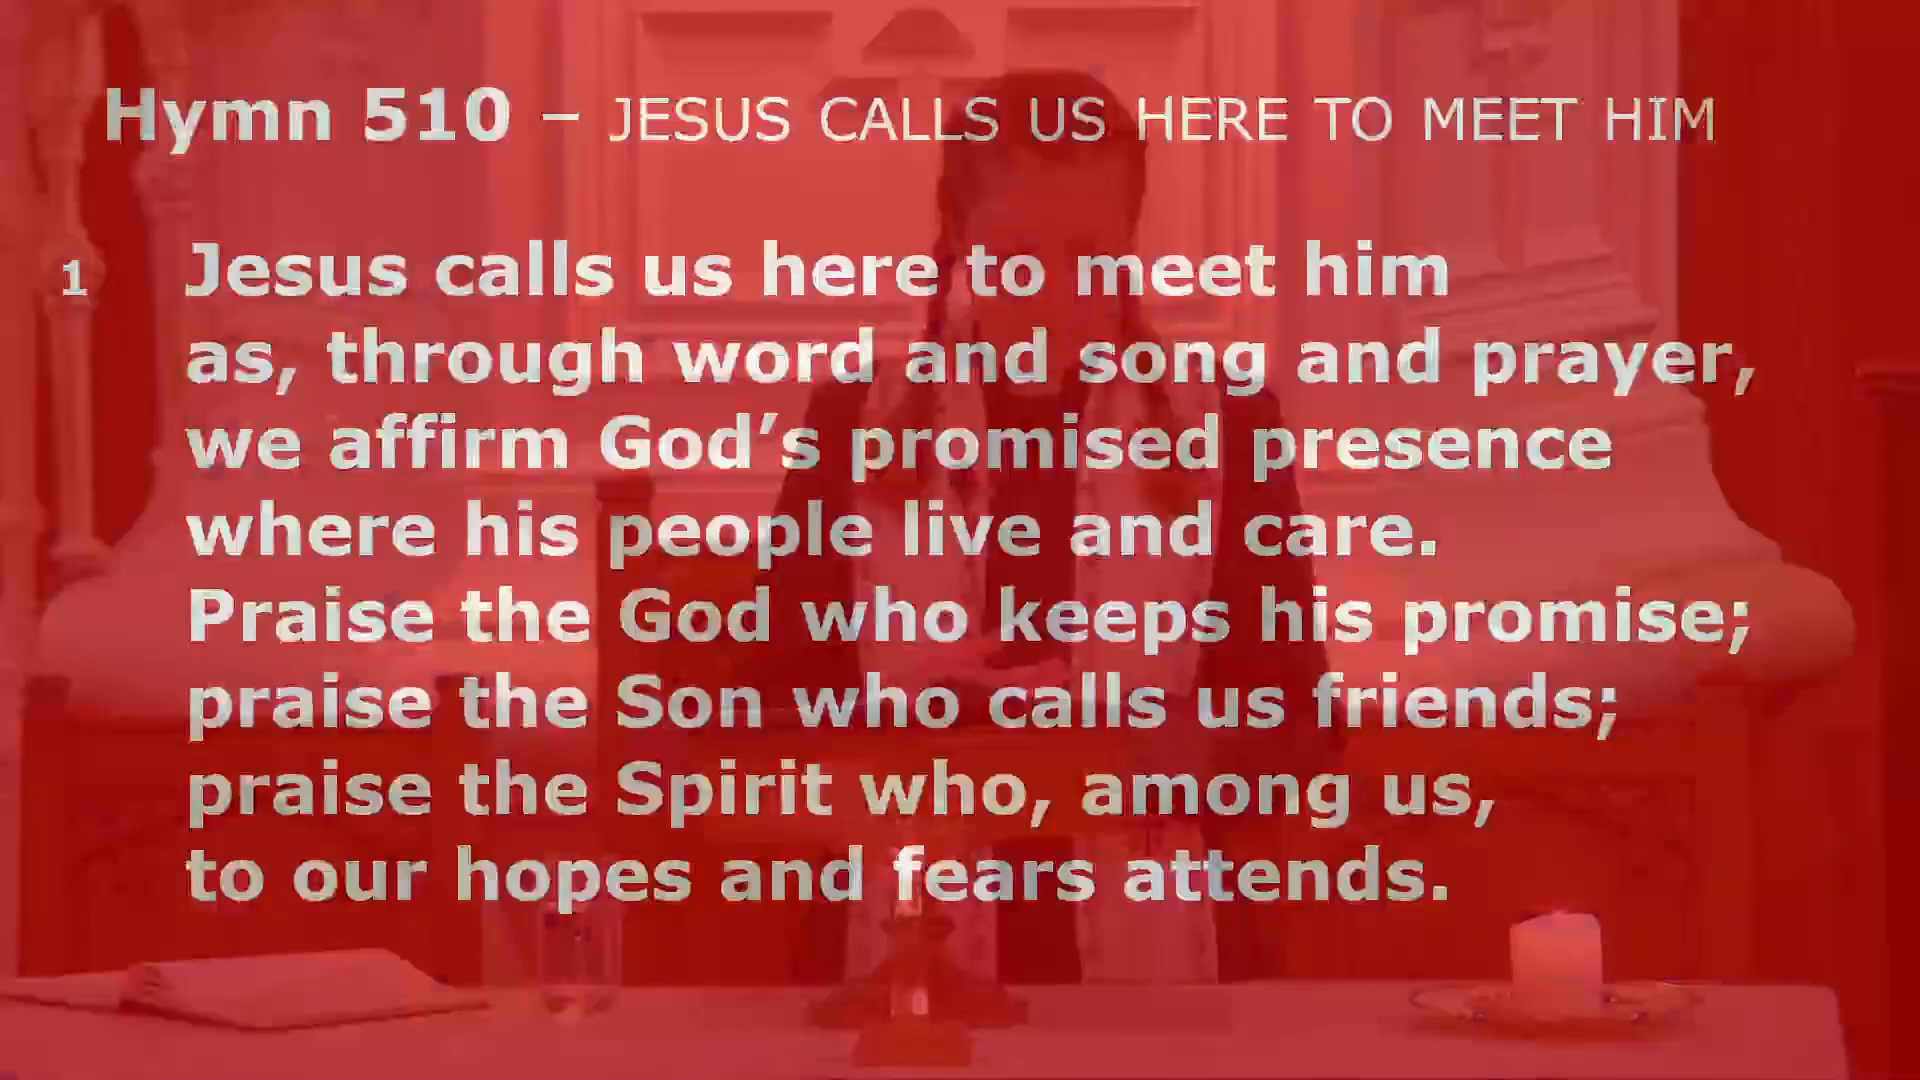 Hymn 510 – JESUS CALLS US HERE TO MEET HIM
1 Jesus calls us here to meet him
as, through word and song and prayer,
we affirm God’s promised presence
where his people live and care.
Praise the God who keeps his promise;
praise the Son who calls us friends;
praise the Spirit who, among us,
to our hopes and fears attends.